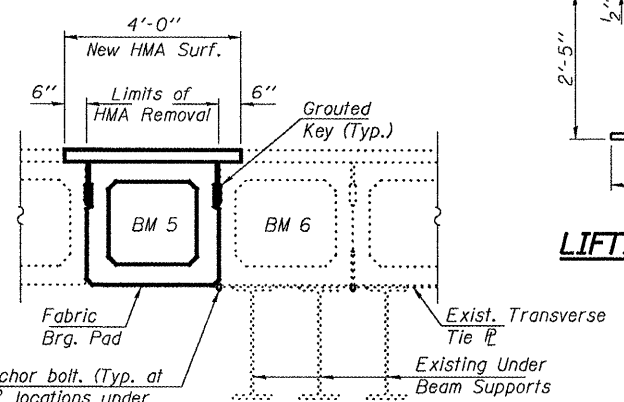 4'-0"
New HMA Surf.
6"
Limits of
HMA Removal
6"
Grouted
Key (Typ.)
BM 5
BM 6
Fabric
Brg. Pad
Exist. Transverse
Tie ⅊
chor bolt. (Typ. at
locations under
Existing Under
Beam Supports
2'-5"
LIFT